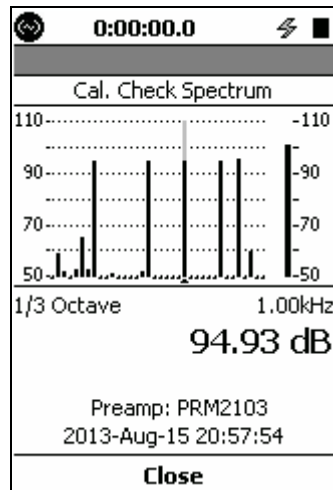 0:00:00.0
Cal. Check Spectrum
110 -110
90 -90
70 -70
50 -50
1/3 Octave 1.00kHz
94.93 dB
Preamp: PRM2103
2013-Aug-15 20:57:54
Close